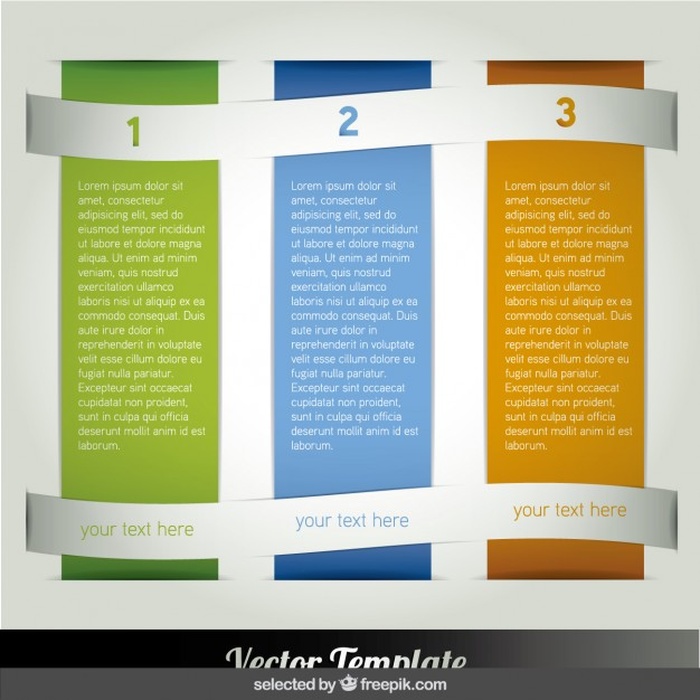 1
2
3
Lorem ipsum dolor sit
amet, consectetur
adipisicing elit, sed do
eiusmod tempor incididunt
ut labore et dolore magna
aliqua. Ut enim ad minim
veniam, quis nostrud
exercitation ullamco
laboris nisi ut aliquip ex ea
commodo consequat. Duis
aute irure dolor in
reprehenderit in voluptate
velit esse cillum dolore eu
fugiat nulla pariatur.
Excepteur sint occaecat
cupidatat non proident,
sunt in culpa qui officia
deserunt mollit anim id est
laborum.
Lorem ipsum dolor sit
amet, consectetur
adipisicing elit, sed do
eiusmod tempor incididunt
ut labore et dolore magna
aliqua. Ut enim ad minim
veniam, quis nostrud
exercitation ullamco
laboris nisi ut aliquip ex ea
commodo consequat. Duis
aute irure dolor in
reprehenderit in voluptate
velit esse cillum dolore eu
fugiat nulla pariatur.
Excepteur sint occaecat
cupidatat non proident,
sunt in culpa qui officia
deserunt mollit anim id est
laborum.
Lorem ipsum dolor sit
amet, consectetur
adipisicing elit, sed do
eiusmod tempor incididunt
ut labore et dolore magna
aliqua. Ut enim ad minim
veniam, quis nostrud
exercitation ullamco
laboris nisi ut aliquip ex ea
commodo consequat. Duis
aute irure dolor in
reprehenderit in voluptate
velit esse cillum dolore eu
fugiat nulla pariatur.
Excepteur sint occaecat
cupidatat non proident,
sunt in culpa qui officia
deserunt mollit anim id est
laborum.
your text here
your text here
your text here
Vector Template
selected by freepik.com